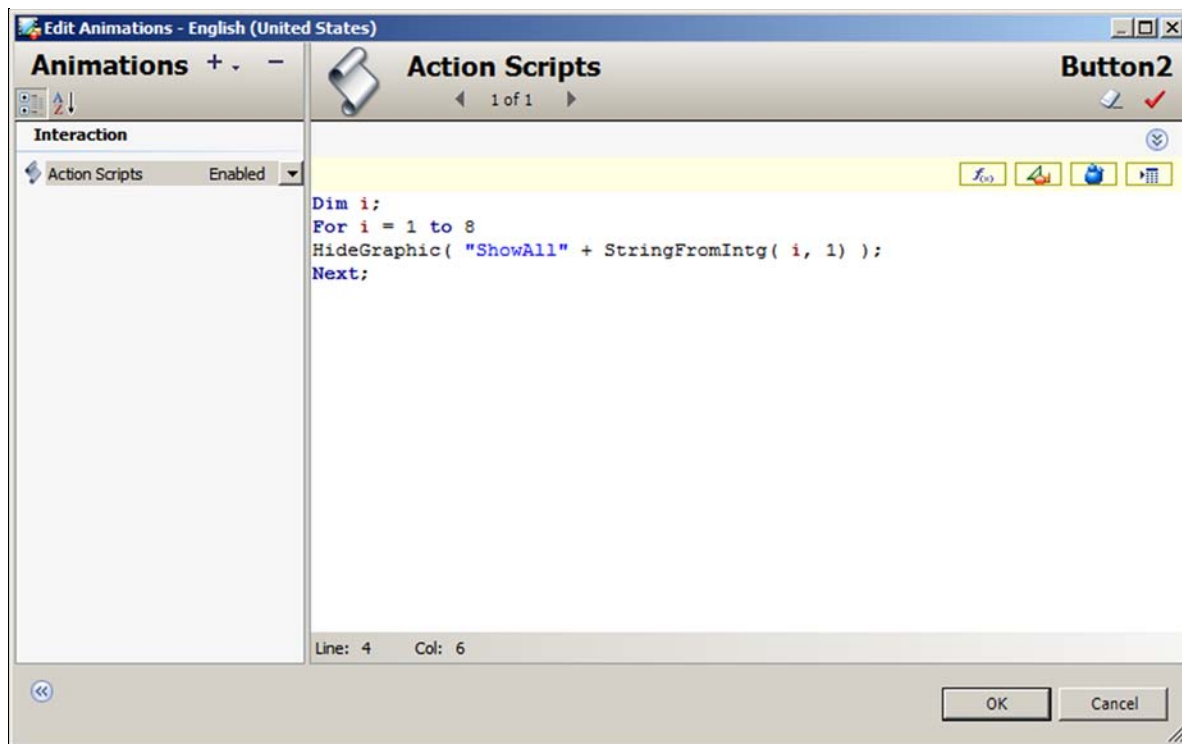 Edit Animations - English (United States)
Animations + -
Action Scripts
Button2
1 of 1
Interaction
Action Scripts Enabled
f(x)
Dim i;
For i = 1 to 8
HideGraphic( "ShowAll" + StringFromIntg( i, 1) );
Next;
Line: 4 Col: 6
OK Cancel